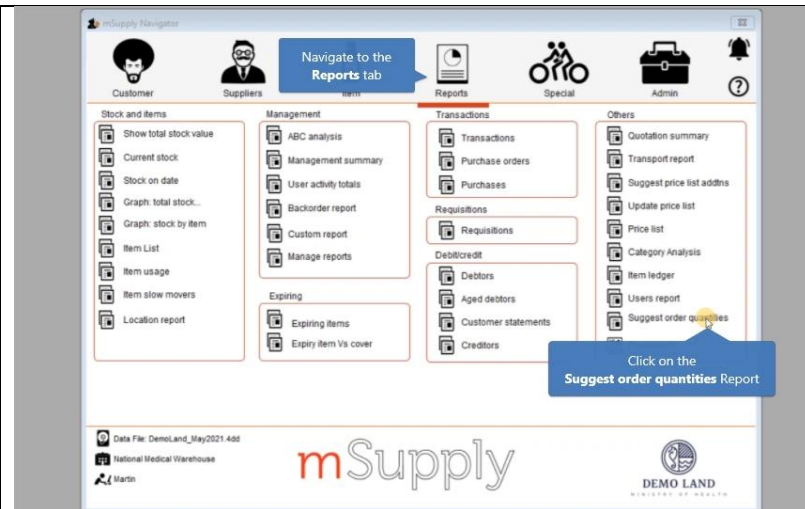 mSupply Navigator
Navigate to the
Reports tab
Customer
Suppliers
Item
Reports
Special
Admin
Stock and items
Show total stock value
Current stock
Stock on date
Graph: total stock...
Graph: stock by item
Item List
Item usage
Item slow movers
Location report
Management
ABC analysis
Management summary
User activity totals
Backorder report
Custom report
Manage reports
Expiring
Expiring items
Expiry item Vs cover
Transactions
Transactions
Purchase orders
Purchases
Requisitions
Requisitions
Debit/credit
Debtors
Aged debtors
Customer statements
Creditors
Others
Quotation summary
Transport report
Suggest price list addtns
Update price list
Price list
Category Analysis
Item ledger
Users report
Suggest order quantities
Click on the
Suggest order quantities Report
Data File: DemoLand_May2021.4dd
National Medical Warehouse
Martin
mSupply
DEMO LAND
MINISTRY OF HEALTH